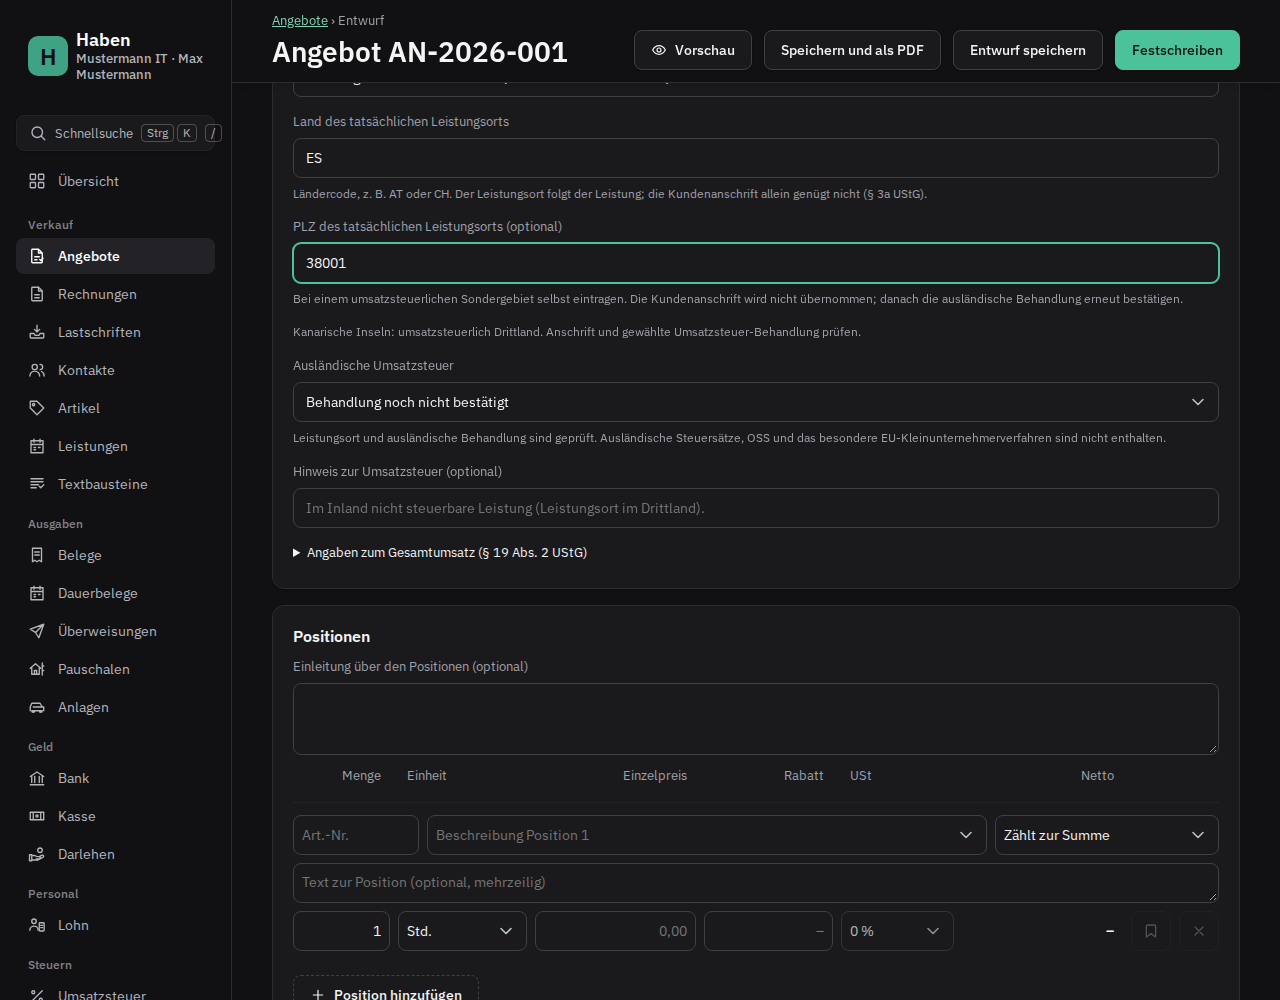 H
Haben
Mustermann IT · Max
Mustermann
Schnellsuche Strg K /
Übersicht
Verkauf
Angebote
Rechnungen
Lastschriften
Kontakte
Artikel
Leistungen
Textbausteine
Ausgaben
Belege
Dauerbelege
Überweisungen
Pauschalen
Anlagen
Geld
Bank
Kasse
Darlehen
Personal
Lohn
Steuern
Umsatzsteuer
Angebote › Entwurf
Angebot AN-2026-001
Vorschau
Speichern und als PDF
Entwurf speichern
Festschreiben
Land des tatsächlichen Leistungsorts
ES
Ländercode, z. B. AT oder CH. Der Leistungsort folgt der Leistung; die Kundenanschrift allein genügt nicht (§ 3a UStG).
PLZ des tatsächlichen Leistungsorts (optional)
38001
Bei einem umsatzsteuerlichen Sondergebiet selbst eintragen. Die Kundenanschrift wird nicht übernommen; danach die ausländische Behandlung erneut bestätigen.
Kanarische Inseln: umsatzsteuerlich Drittland. Anschrift und gewählte Umsatzsteuer-Behandlung prüfen.
Ausländische Umsatzsteuer
Behandlung noch nicht bestätigt
Leistungsort und ausländische Behandlung sind geprüft. Ausländische Steuersätze, OSS und das besondere EU-Kleinunternehmerverfahren sind nicht enthalten.
Hinweis zur Umsatzsteuer (optional)
Im Inland nicht steuerbare Leistung (Leistungsort im Drittland).
Angaben zum Gesamtumsatz (§ 19 Abs. 2 UStG)
Positionen
Einleitung über den Positionen (optional)
Menge Einheit Einzelpreis Rabatt USt Netto
Art.-Nr. Beschreibung Position 1 Zählt zur Summe
Text zur Position (optional, mehrzeilig)
1 Std. 0,00 – 0 % –
Position hinzufügen